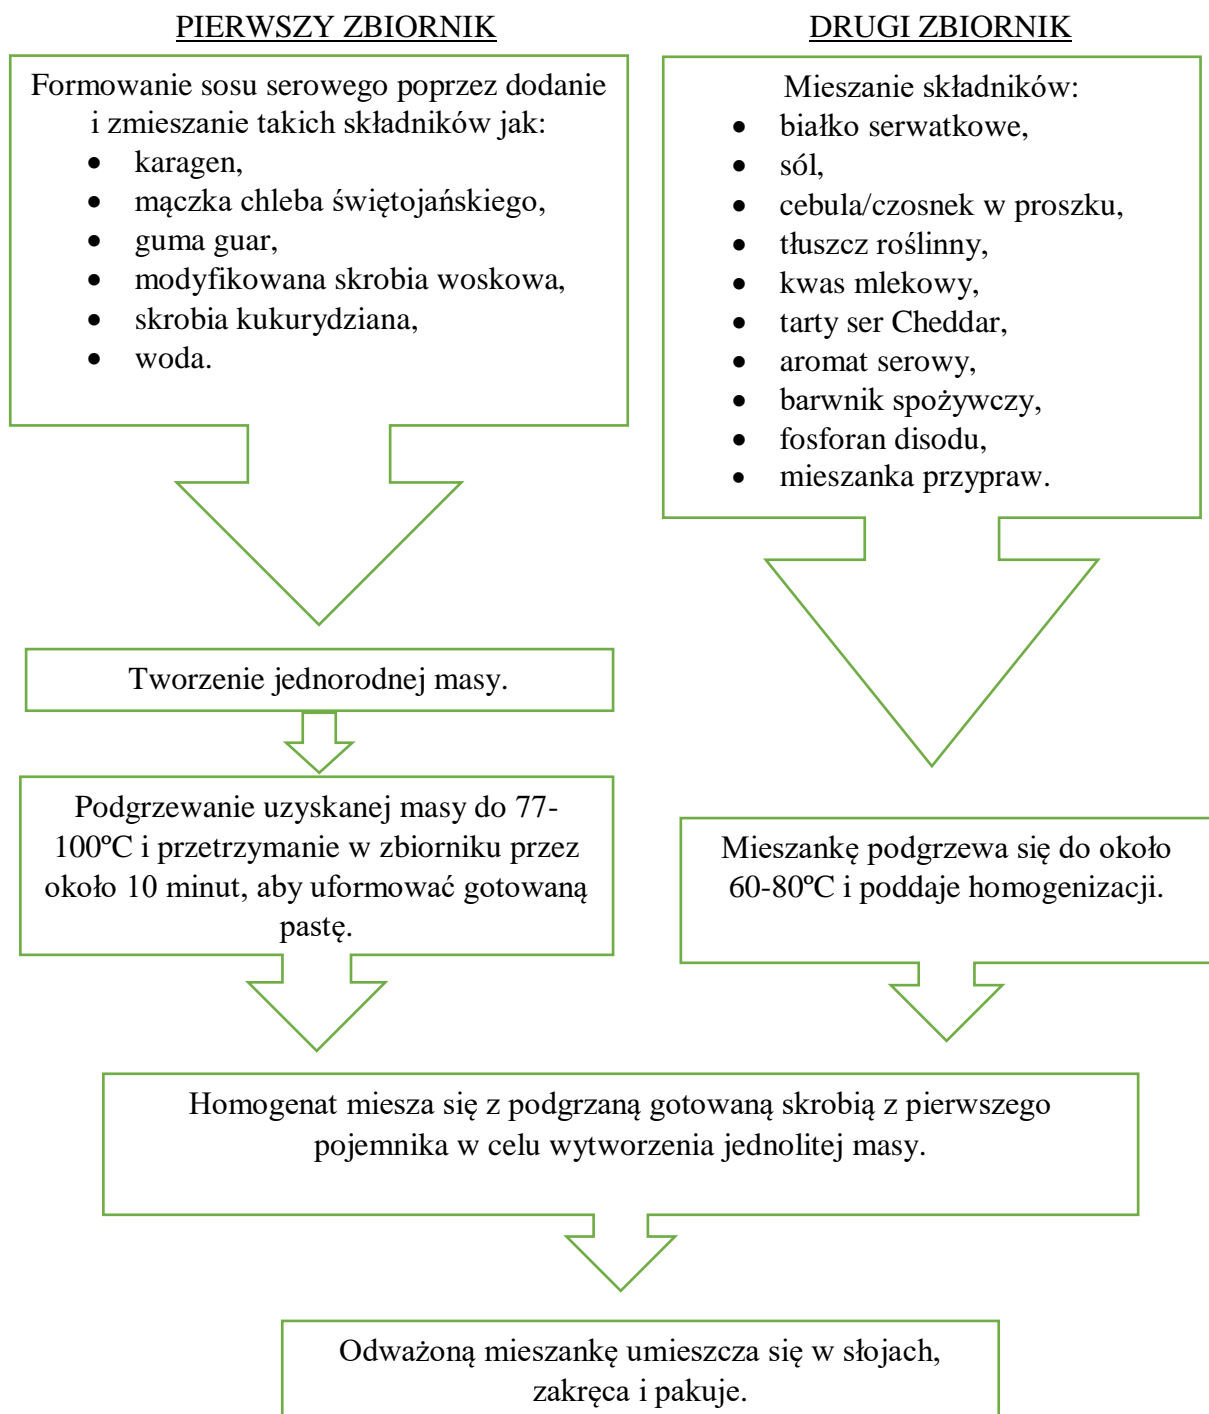 PIERWSZY ZBIORNIK
Formowanie sosu serowego poprzez dodanie
i zmieszanie takich składników jak:
• karagen,
• mączka chleba świętojańskiego,
• guma guar,
• modyfikowana skrobia woskowa,
• skrobia kukurydziana,
• woda.
Tworzenie jednorodnej masy.
Podgrzewanie uzyskanej masy do 77-
100ºC i przetrzymanie w zbiorniku przez
około 10 minut, aby uformować gotowaną
pastę.
DRUGI ZBIORNIK
Mieszanie składników:
• białko serwatkowe,
• sól,
• cebula/czosnek w proszku,
• tłuszcz roślinny,
• kwas mlekowy,
• tarty ser Cheddar,
• aromat serowy,
• barwnik spożywczy,
• fosforan disodu,
• mieszanka przypraw.
Mieszankę podgrzewa się do około
60-80ºC i poddaje homogenizacji.
Homogenat miesza się z podgrzaną gotowaną skrobią z pierwszego
pojemnika w celu wytworzenia jednolitej masy.
Odważoną mieszankę umieszcza się w słojach,
zakręca i pakuje.